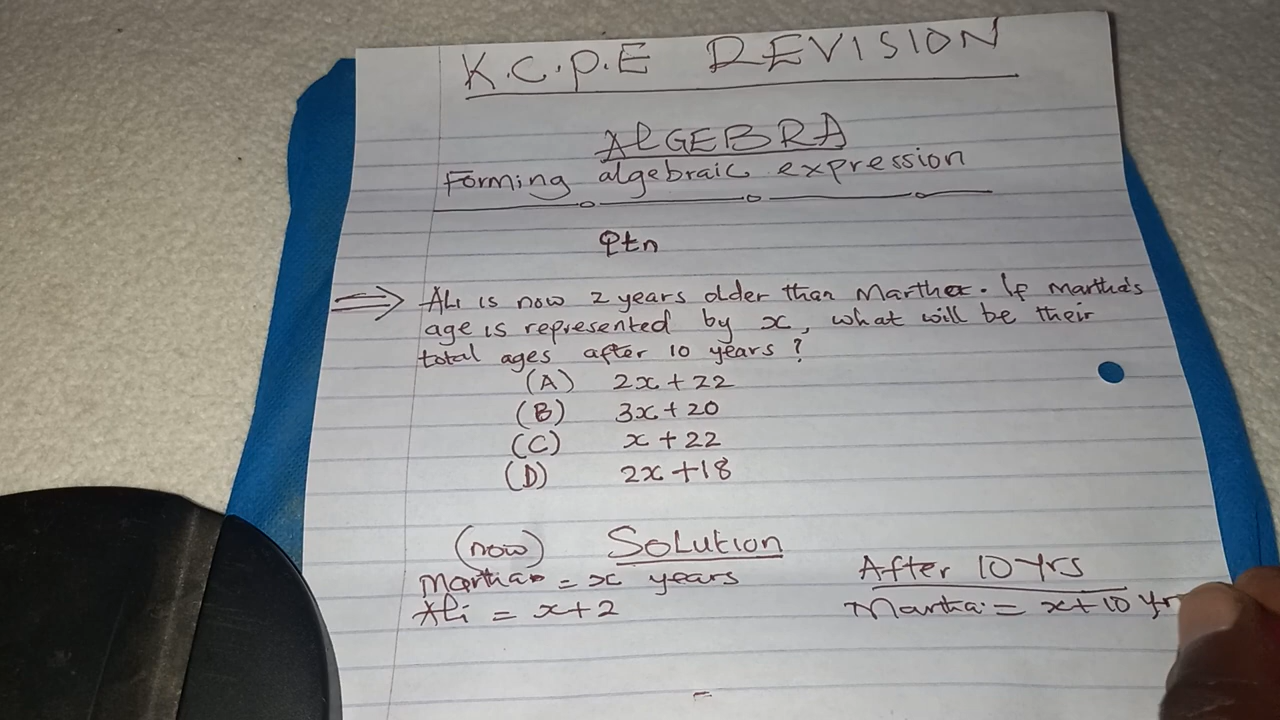 K.C.P.E REVISION
ALGEBRA
Forming algebraic expression
Qtn
⇒ Ali is now 2 years older than Martha. If martha's
age is represented by x, what will be their
total ages after 10 years?
(A) 2x+22
(B) 3x+20
(C) x+22
(D) 2x+18
(now) Solution
Martha = x years
Ali = x+2
After 10 Yrs
Martha = x+10 yr